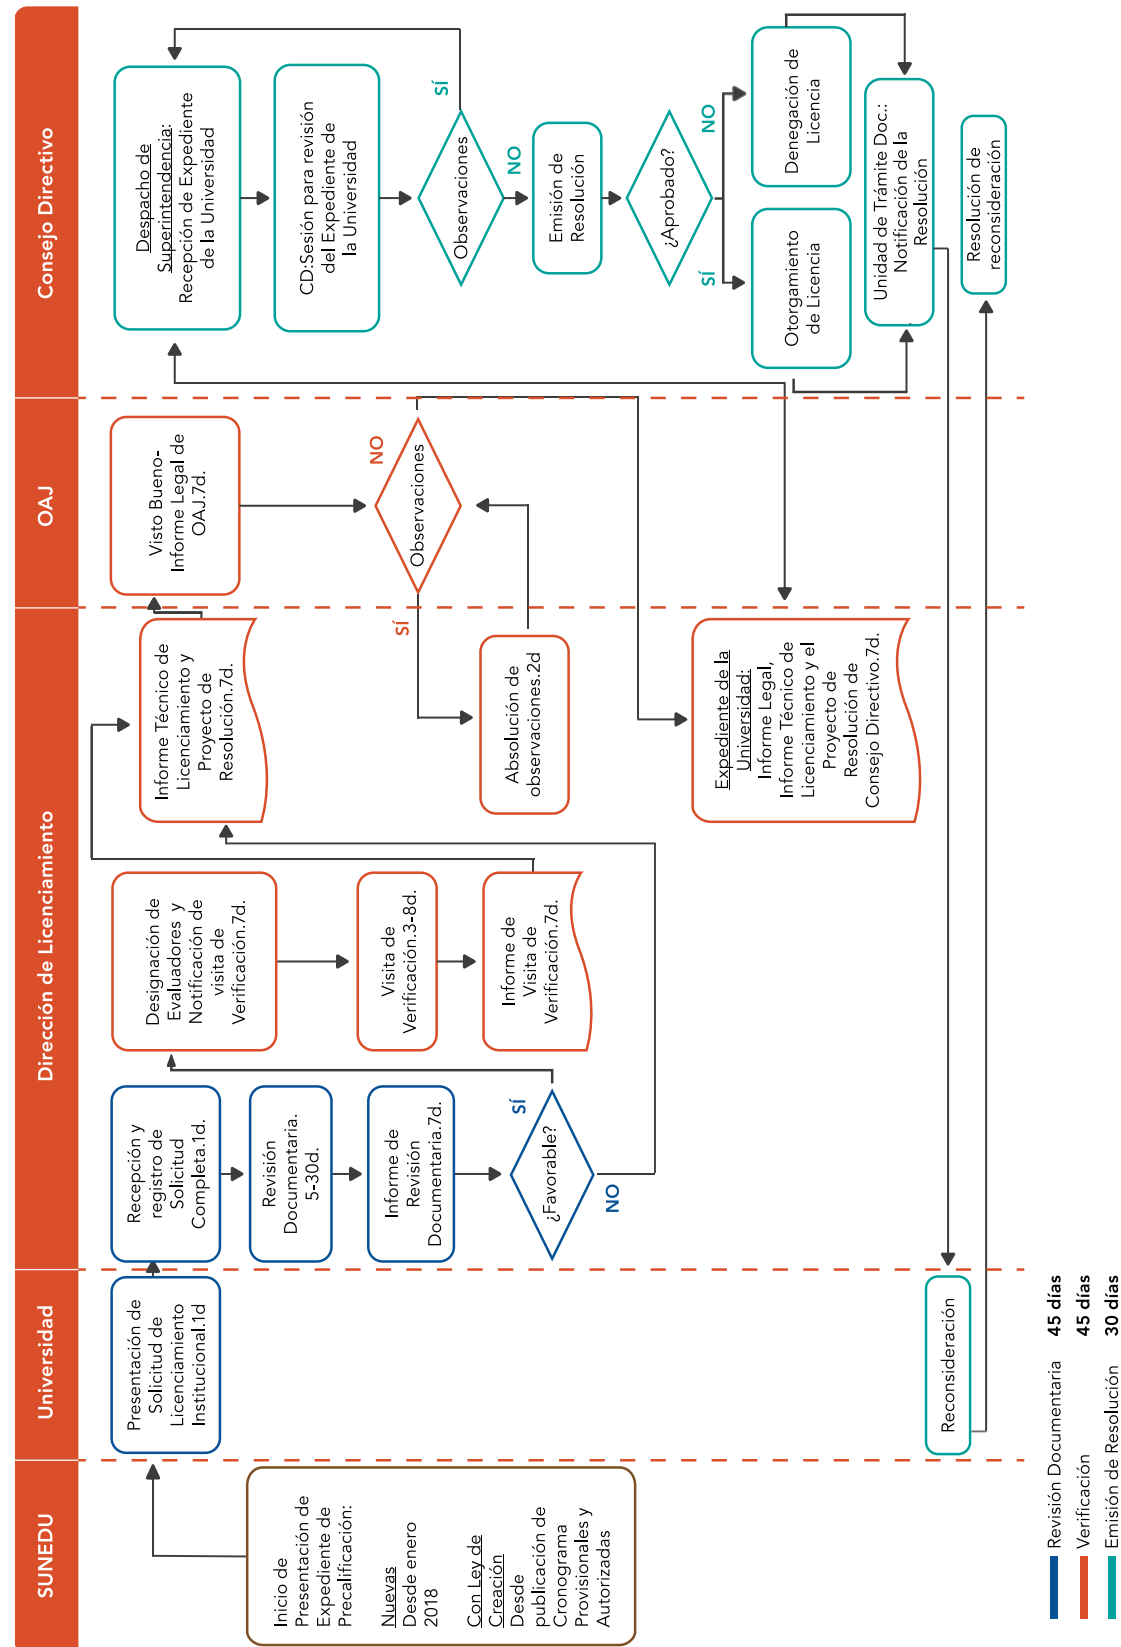 SUNEDU
Universidad
Dirección de Licenciamiento
OAJ
Consejo Directivo
Inicio de
Presentación de
Expediente de
Precalificación:
Nuevas
Desde enero
2018
Con Ley de
Creación
Desde
publicación de
Cronograma
Provisionales y
Autorizadas
Presentación de
Solicitud de
Licenciamiento
Institucional.1d
Reconsideración
Recepción y
registro de
Solicitud
Completa.1d.
Revisión
Documentaria.
5-30d.
Informe de
Revisión
Documentaria.7d.
¿Favorable?
SÍ
NO
Designación de
Evaluadores y
Notificación de
visita de
Verificación.7d.
Visita de
Verificación.3-8d.
Informe de
Visita de
Verificación.7d.
Informe Técnico de
Licenciamiento y
Proyecto de
Resolución.7d.
Absolución de
observaciones.2d
Expediente de la
Universidad:
Informe Legal,
Informe Técnico de
Licenciamiento y el
Proyecto de
Resolución de
Consejo Directivo.7d.
Visto Bueno-
Informe Legal de
OAJ.7d.
Observaciones
SÍ
NO
Despacho de
Superintendencia:
Recepción de Expediente
de la Universidad
CD:Sesión para revisión
del Expediente de
la Universidad
Observaciones
SÍ
NO
Emisión de
Resolución
¿Aprobado?
SÍ
NO
Otorgamiento
de Licencia
Denegación de
Licencia
Unidad de Trámite Doc.:
Notificación de la
Resolución
Resolución de
reconsideración
Revisión Documentaria 45 días
Verificación 45 días
Emisión de Resolución 30 días